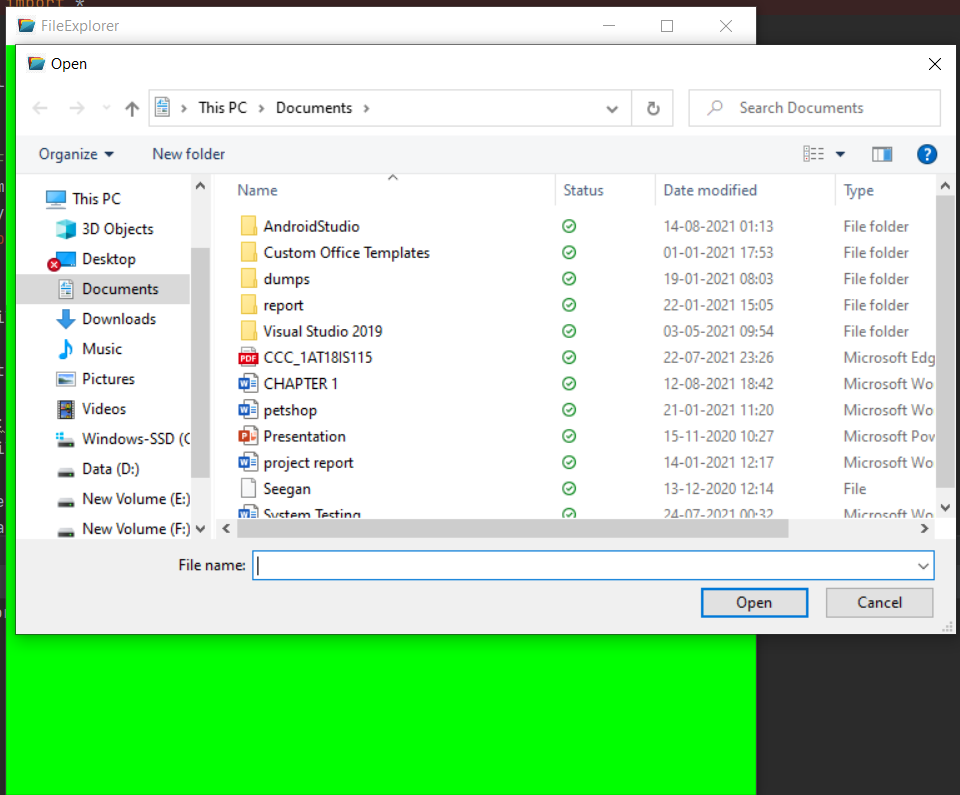 import *
FileExplorer
Open
This PC > Documents >
Search Documents
Organize
New folder
?
Name
Status
Date modified
Type
This PC
3D Objects
Desktop
Documents
Downloads
Music
Pictures
Videos
Windows-SSD (C
Data (D:)
New Volume (E:)
New Volume (F:)
AndroidStudio 14-08-2021 01:13 File folder
Custom Office Templates 01-01-2021 17:53 File folder
dumps 19-01-2021 08:03 File folder
report 22-01-2021 15:05 File folder
Visual Studio 2019 03-05-2021 09:54 File folder
PDF CCC_1AT18IS115 22-07-2021 23:26 Microsoft Edg
W CHAPTER 1 12-08-2021 18:42 Microsoft Wo
W petshop 21-01-2021 11:20 Microsoft Wo
P Presentation 15-11-2020 10:27 Microsoft Pov
W project report 14-01-2021 12:17 Microsoft Wo
Seegan 13-12-2020 12:14 File
W System Testing 24-07-2021 00:32 Microsoft Wo
File name:
Open
Cancel